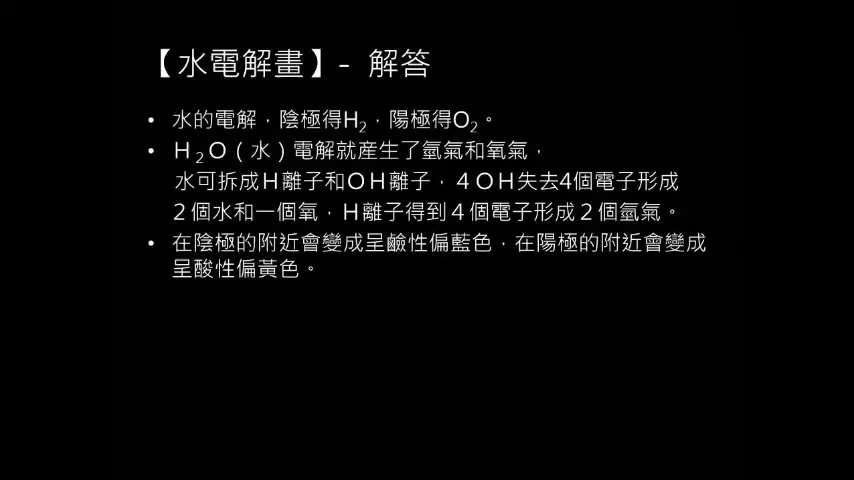 【水電解畫】- 解答
• 水的電解，陰極得H₂，陽極得O₂。
• Ｈ₂Ｏ（水）電解就產生了氫氣和氧氣，
水可拆成Ｈ離子和ＯＨ離子，４ＯＨ失去4個電子形成
２個水和一個氧，Ｈ離子得到４個電子形成２個氫氣。
• 在陰極的附近會變成呈鹼性偏藍色，在陽極的附近會變成
呈酸性偏黃色。